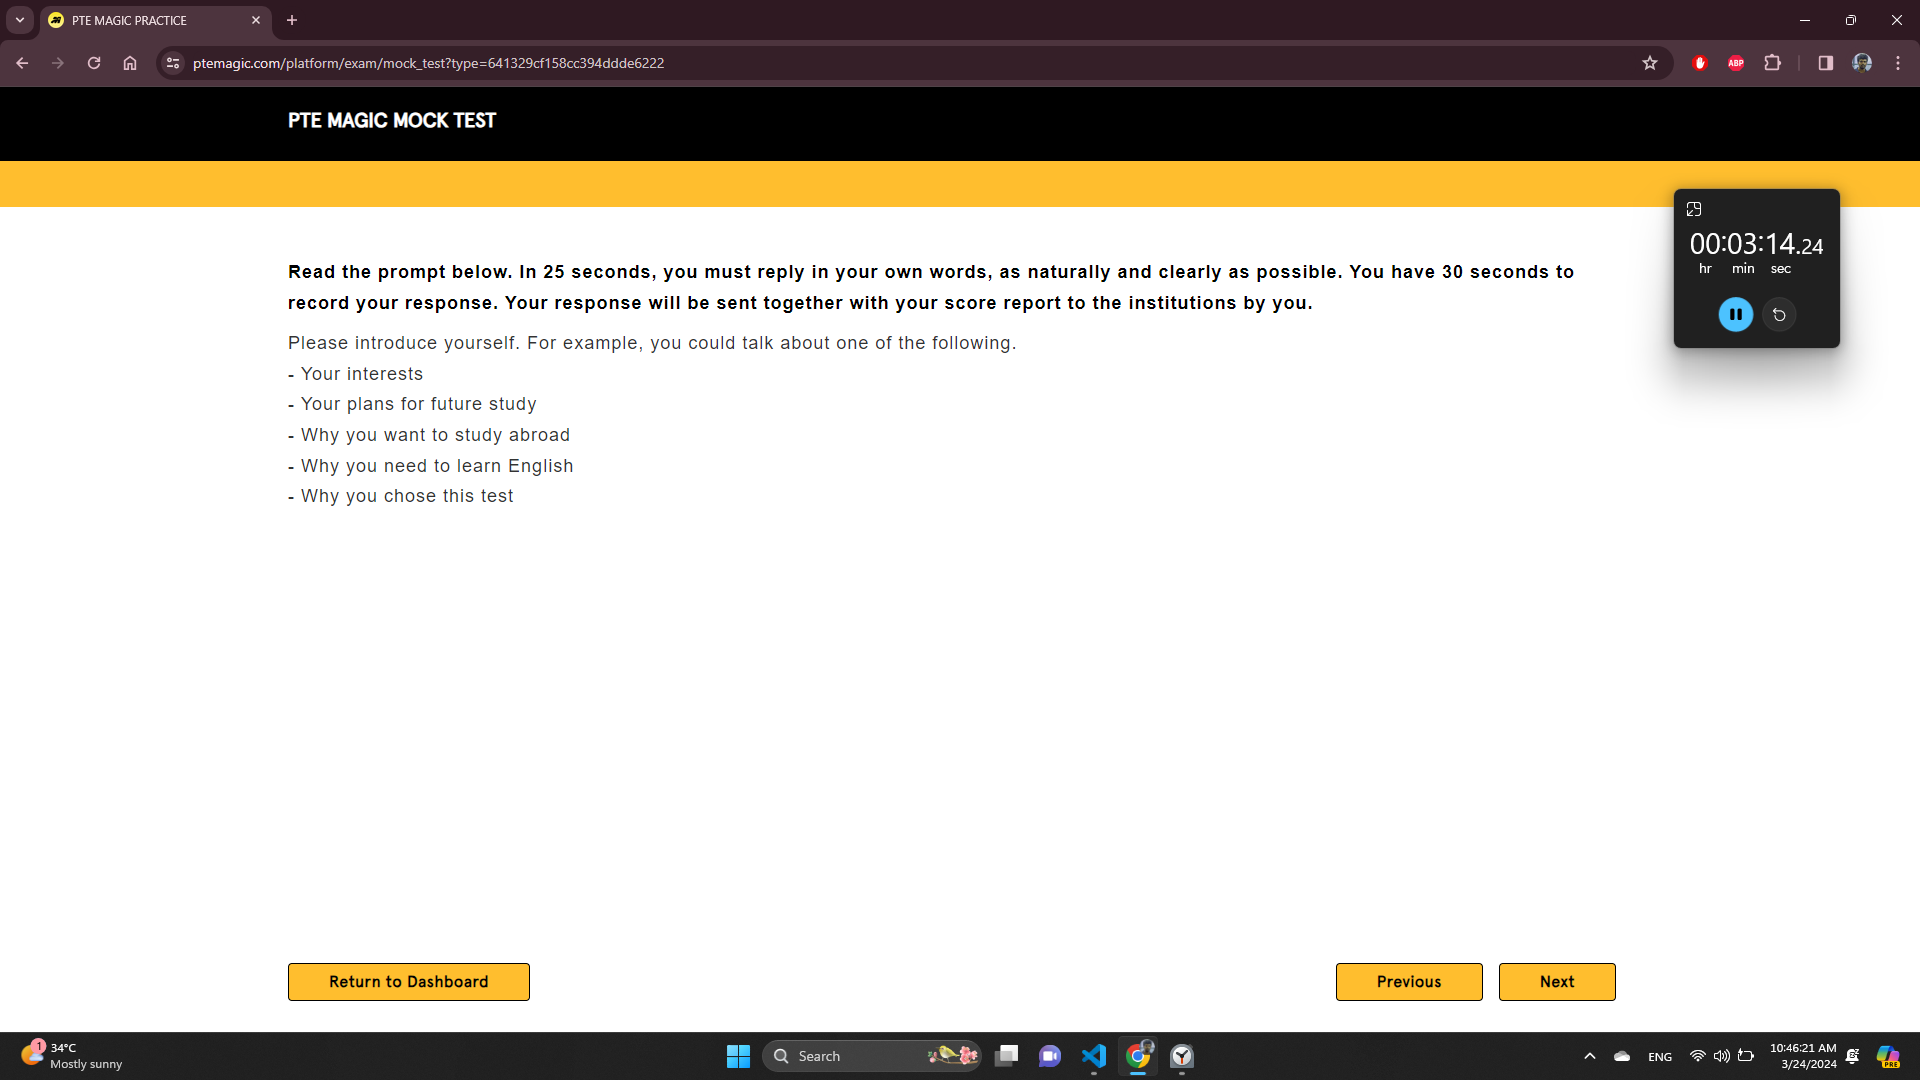 PTE MAGIC PRACTICE
ptemagic.com/platform/exam/mock_test?type=641329cf158cc394ddde6222
ABP
PTE MAGIC MOCK TEST
00:03:14.24
hr min sec
Read the prompt below. In 25 seconds, you must reply in your own words, as naturally and clearly as possible. You have 30 seconds to
record your response. Your response will be sent together with your score report to the institutions by you.
Please introduce yourself. For example, you could talk about one of the following.
- Your interests
- Your plans for future study
- Why you want to study abroad
- Why you need to learn English
- Why you chose this test
Return to Dashboard
Previous
Next
1
34°C
Mostly sunny
Search
ENG
10:46:21 AM
3/24/2024
PRE